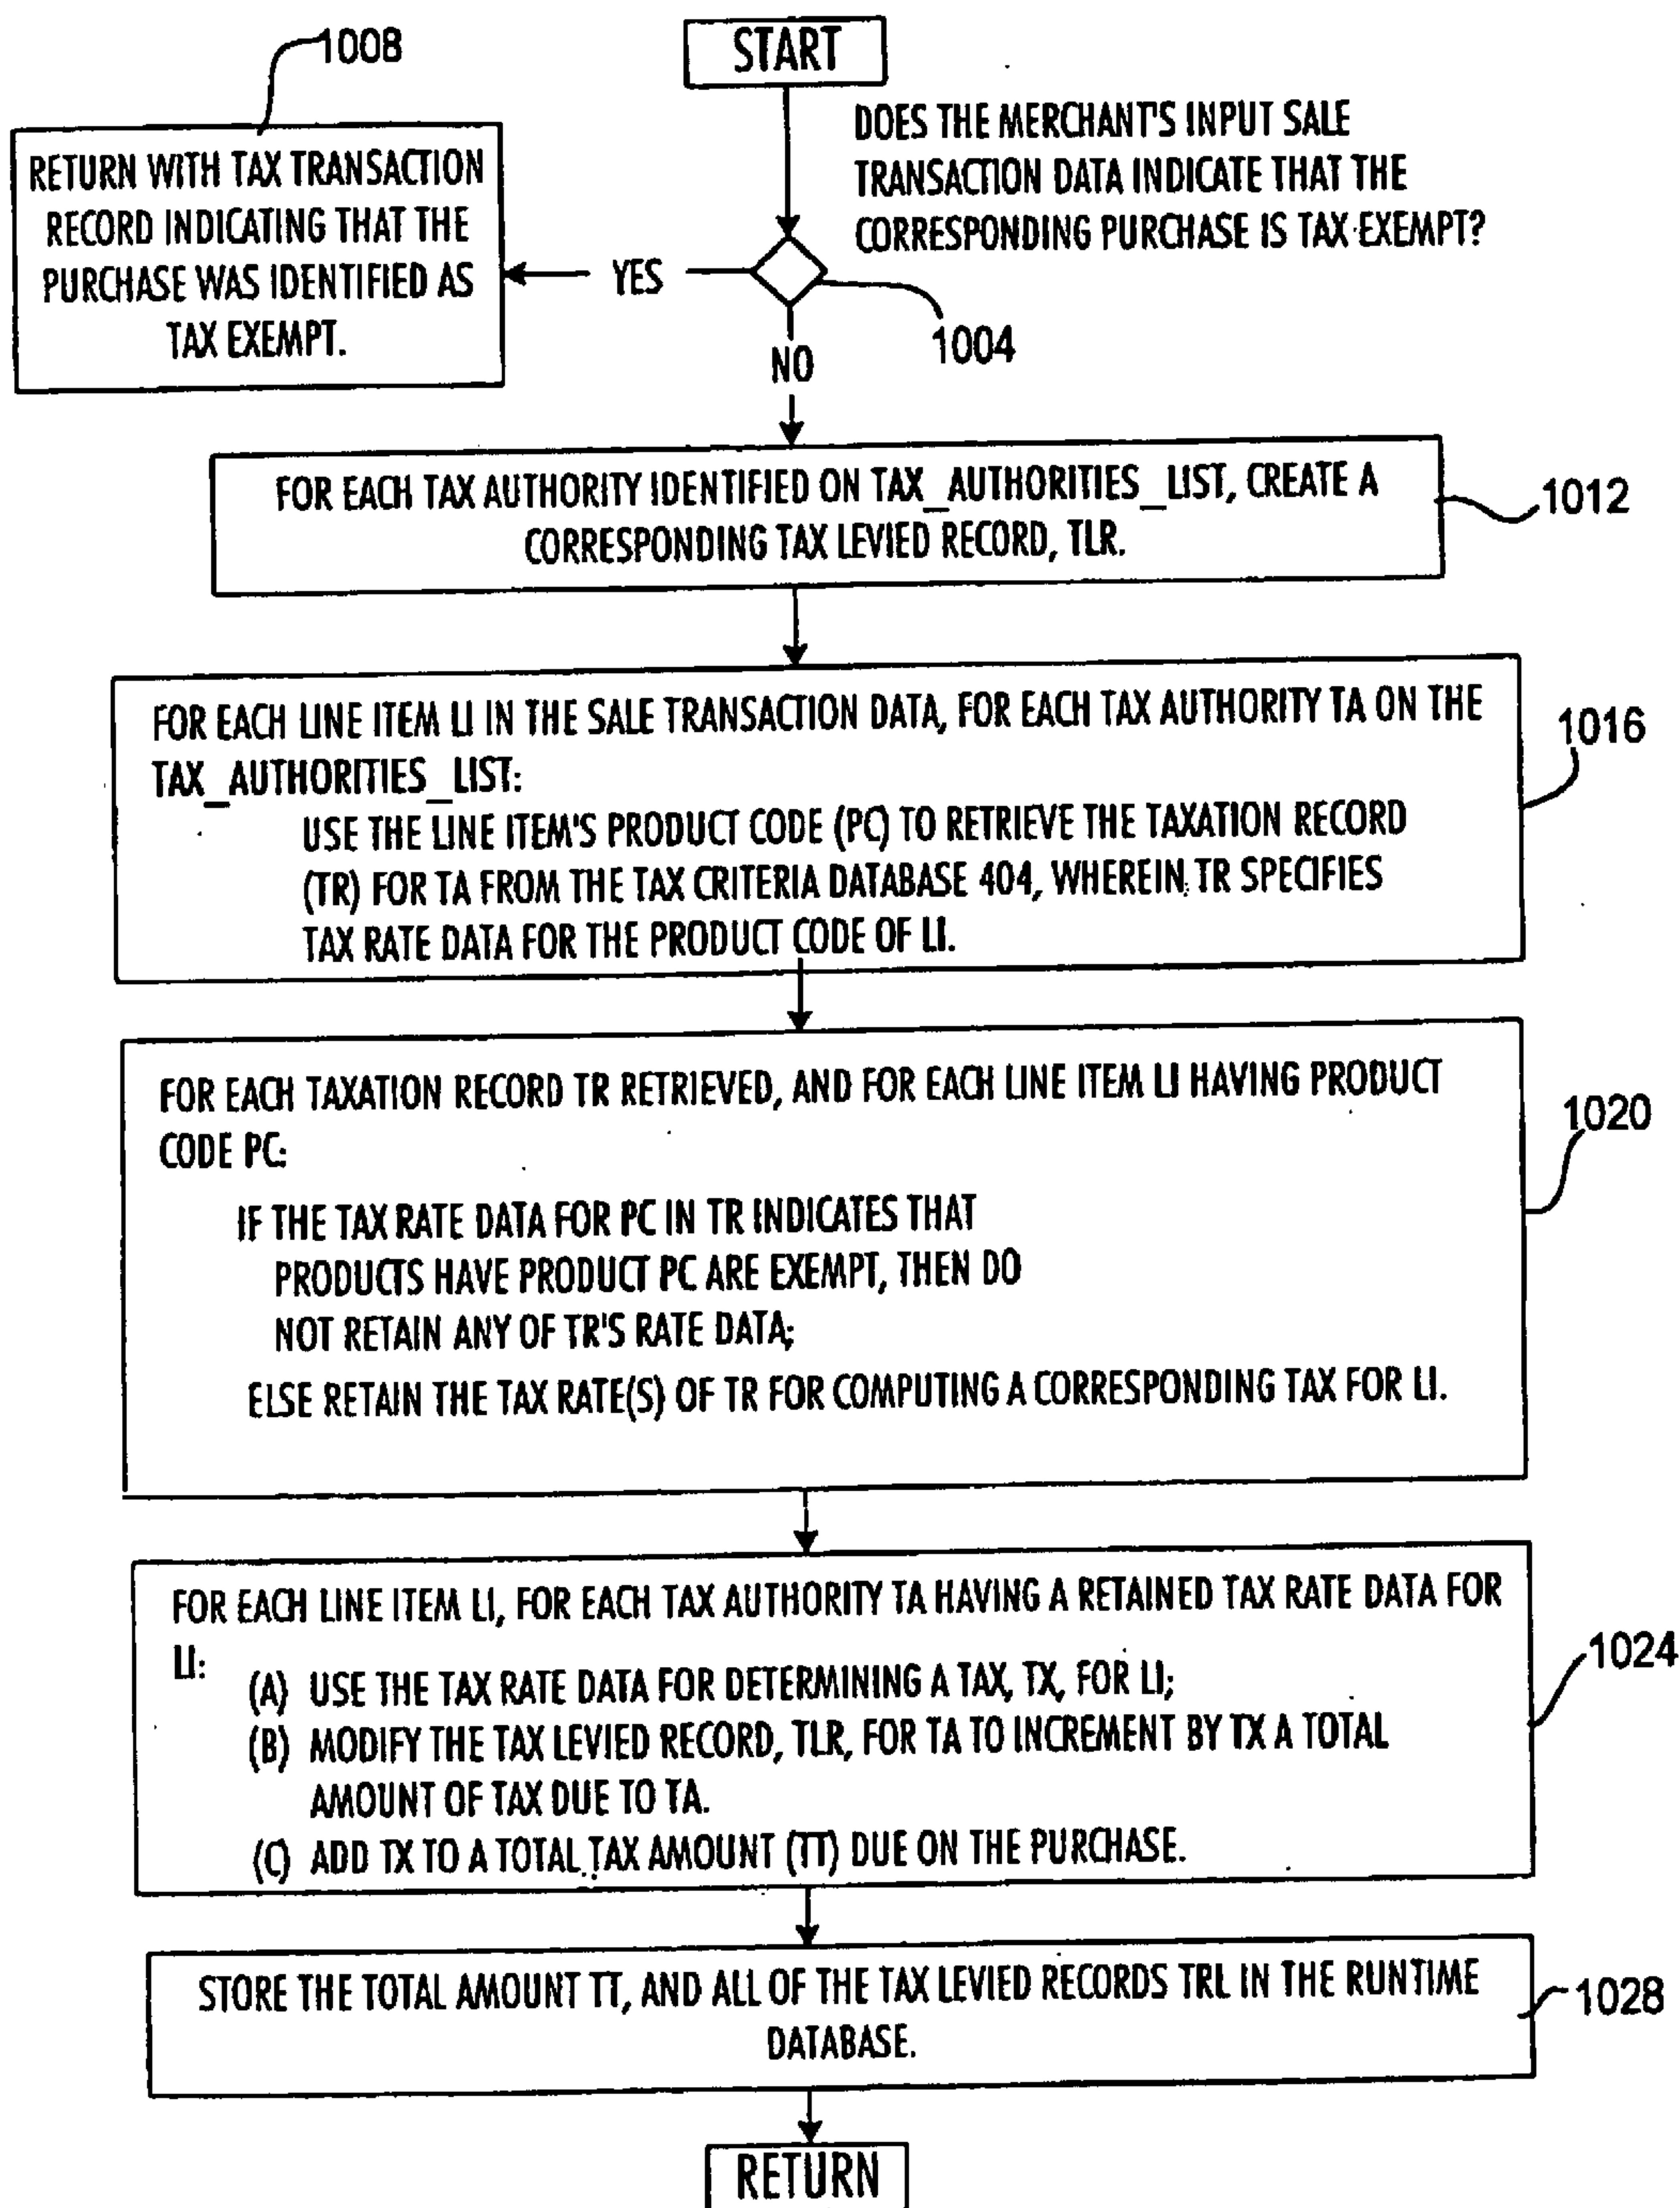 START
1008
DOES THE MERCHANT'S INPUT SALE
TRANSACTION DATA INDICATE THAT THE
CORRESPONDING PURCHASE IS TAX EXEMPT?
RETURN WITH TAX TRANSACTION
RECORD INDICATING THAT THE
PURCHASE WAS IDENTIFIED AS
TAX EXEMPT.
YES
1004
NO
FOR EACH TAX AUTHORITY IDENTIFIED ON TAX_AUTHORITIES_LIST, CREATE A
CORRESPONDING TAX LEVIED RECORD, TLR.
1012
FOR EACH LINE ITEM LI IN THE SALE TRANSACTION DATA, FOR EACH TAX AUTHORITY TA ON THE
TAX_AUTHORITIES_LIST:
USE THE LINE ITEM'S PRODUCT CODE (PC) TO RETRIEVE THE TAXATION RECORD
(TR) FOR TA FROM THE TAX CRITERIA DATABASE 404, WHEREIN TR SPECIFIES
TAX RATE DATA FOR THE PRODUCT CODE OF LI.
1016
FOR EACH TAXATION RECORD TR RETRIEVED, AND FOR EACH LINE ITEM LI HAVING PRODUCT
CODE PC:
IF THE TAX RATE DATA FOR PC IN TR INDICATES THAT
PRODUCTS HAVE PRODUCT PC ARE EXEMPT, THEN DO
NOT RETAIN ANY OF TR'S RATE DATA;
ELSE RETAIN THE TAX RATE(S) OF TR FOR COMPUTING A CORRESPONDING TAX FOR LI.
1020
FOR EACH LINE ITEM LI, FOR EACH TAX AUTHORITY TA HAVING A RETAINED TAX RATE DATA FOR
LI:
(A) USE THE TAX RATE DATA FOR DETERMINING A TAX, TX, FOR LI;
(B) MODIFY THE TAX LEVIED RECORD, TLR, FOR TA TO INCREMENT BY TX A TOTAL
AMOUNT OF TAX DUE TO TA.
(C) ADD TX TO A TOTAL TAX AMOUNT (TT) DUE ON THE PURCHASE.
1024
STORE THE TOTAL AMOUNT TT, AND ALL OF THE TAX LEVIED RECORDS TRL IN THE RUNTIME
DATABASE.
1028
RETURN